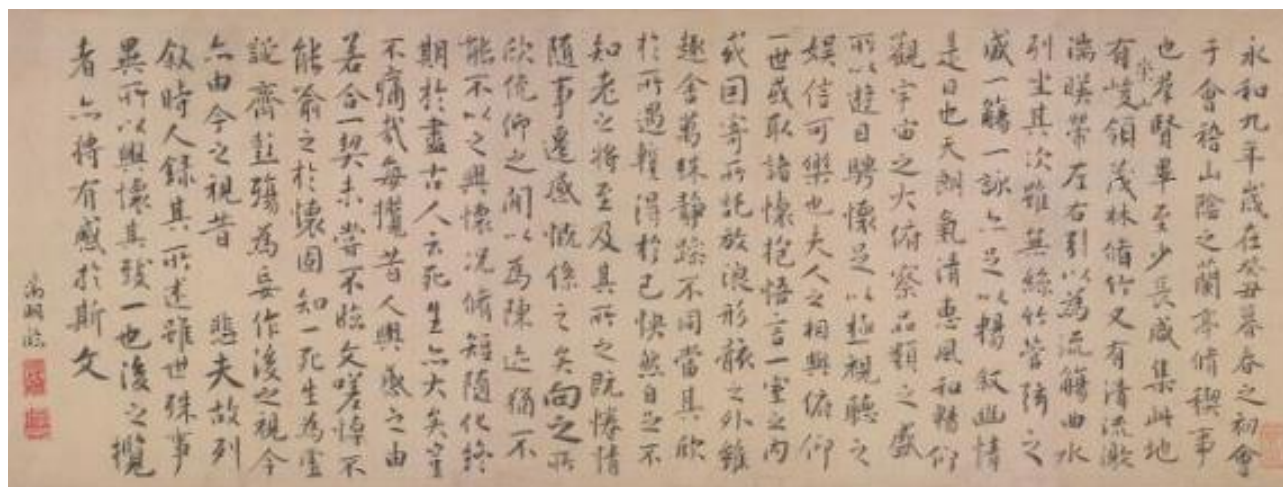 永和九年歲在癸丑暮春之初會
于會稽山陰之蘭亭脩稧事
也羣賢畢至少長咸集此地
有崇山峻領茂林脩竹又有清流激
湍暎帶左右引以為流觴曲水
列坐其次雖無絲竹管弦之
盛一觴一詠亦足以暢敘幽情
是日也天朗氣清惠風和暢仰
觀宇宙之大俯察品類之盛
所以遊目騁懷足以極視聽之
娛信可樂也夫人之相與俯仰
一世或取諸懷抱悟言一室之內
或因寄所託放浪形骸之外雖
趣舍萬殊靜躁不同當其欣
於所遇暫得於己快然自足不
知老之將至及其所之既惓情
隨事遷感慨係之矣向之所
欣俛仰之閒以為陳迹猶不
能不以之興懷況脩短隨化終
期於盡古人云死生亦大矣豈
不痛哉每攬昔人興感之由
若合一契未嘗不臨文嗟悼不
能喻之於懷固知一死生為虛
誕齊彭殤為妄作後之視今
亦由今之視昔 悲夫故列
敘時人錄其所述雖世殊事
異所以興懷其致一也後之攬
者亦將有感於斯文
徵明臨